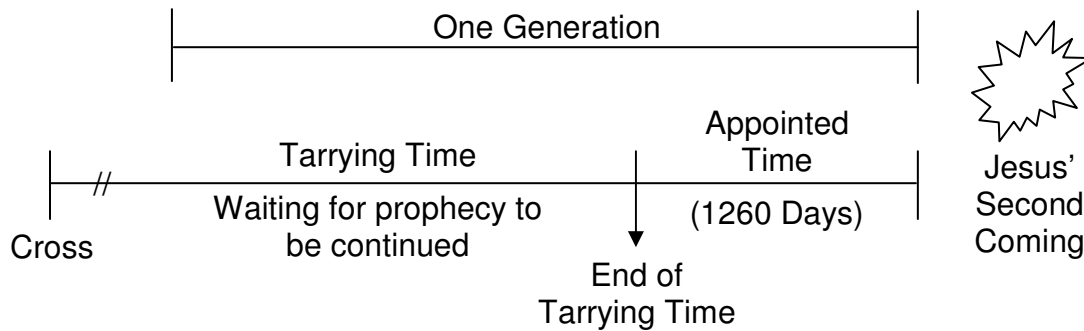 One Generation
Appointed
Time
Tarrying Time
Waiting for prophecy to
be continued
(1260 Days)
Cross
End of
Tarrying Time
Jesus’
Second
Coming